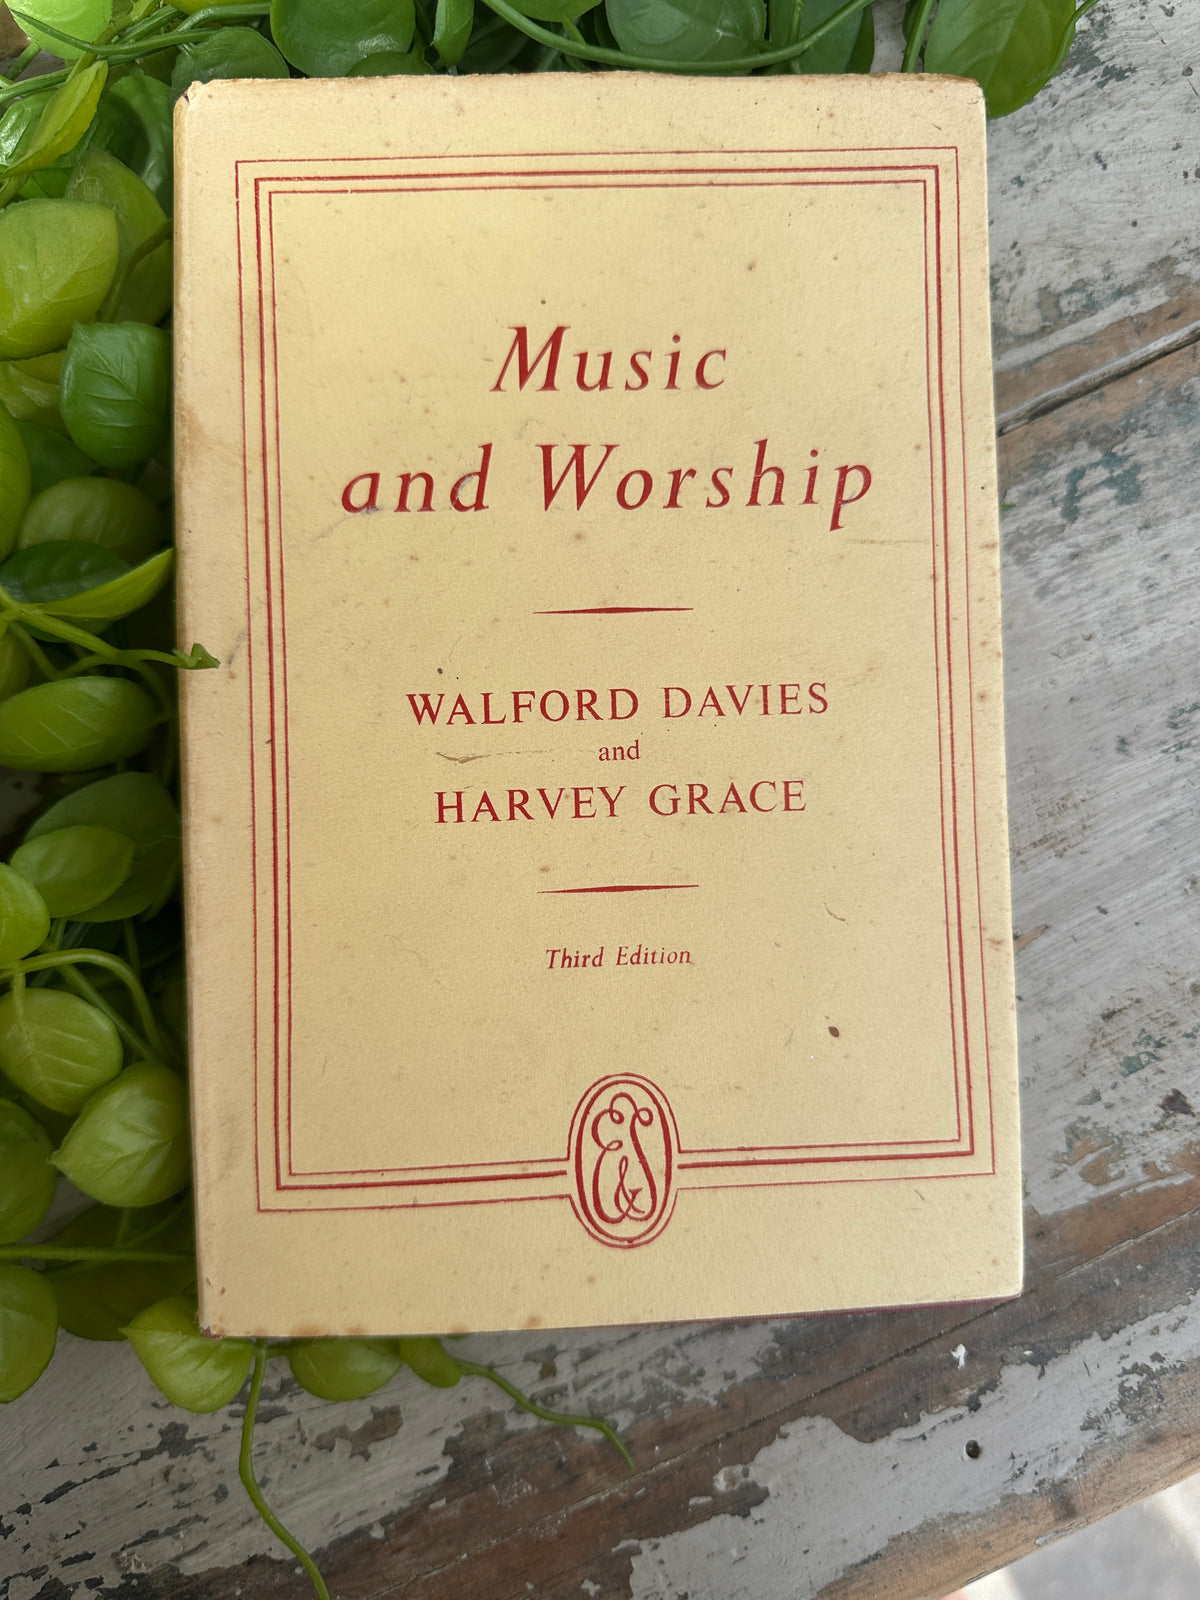 Music
and Worship
WALFORD DAVIES
and
HARVEY GRACE
Third Edition
E&S